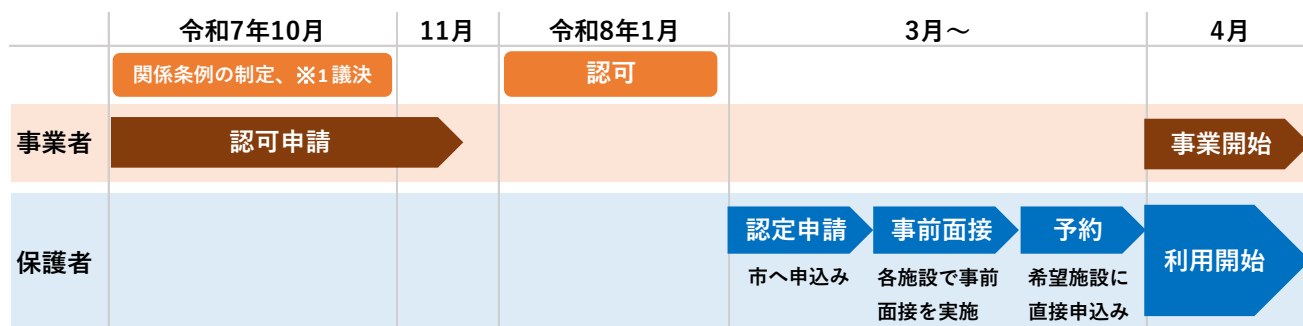 令和7年10月 11月 令和8年1月 3月～ 4月
関係条例の制定、※1議決 認可
事業者 認可申請 事業開始
保護者 認定申請 事前面接 予約 利用開始
市へ申込み 各施設で事前 希望施設に
面接を実施 直接申込み